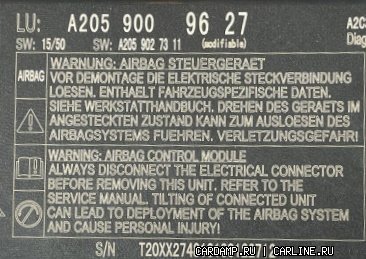 LU: A205 900 96 27 A2C
SW: 15/50 SW: A205 902 73 11 (modifiable) Diag
WARNUNG: AIRBAG STEUERGERAET
AIRBAG VOR DEMONTAGE DIE ELEKTRISCHE STECKVERBINDUNG
LOESEN. ENTHAELT FAHRZEUGSPEZIFISCHE DATEN.
SIEHE WERKSTATTHANDBUCH. DREHEN DES GERAETS IM
ANGESTECKTEN ZUSTAND KANN ZUM AUSLOESEN DES
AIRBAGSYSTEMS FUEHREN. VERLETZUNGSGEFAHR!
WARNING: AIRBAG CONTROL MODULE
ALWAYS DISCONNECT THE ELECTRICAL CONNECTOR
BEFORE REMOVING THIS UNIT. REFER TO THE
SERVICE MANUAL. TILTING OF CONNECTED UNIT
CAN LEAD TO DEPLOYMENT OF THE AIRBAG SYSTEM
AND CAUSE PERSONAL INJURY!
S/N
CARDAMP.RU | CARLINE.RU